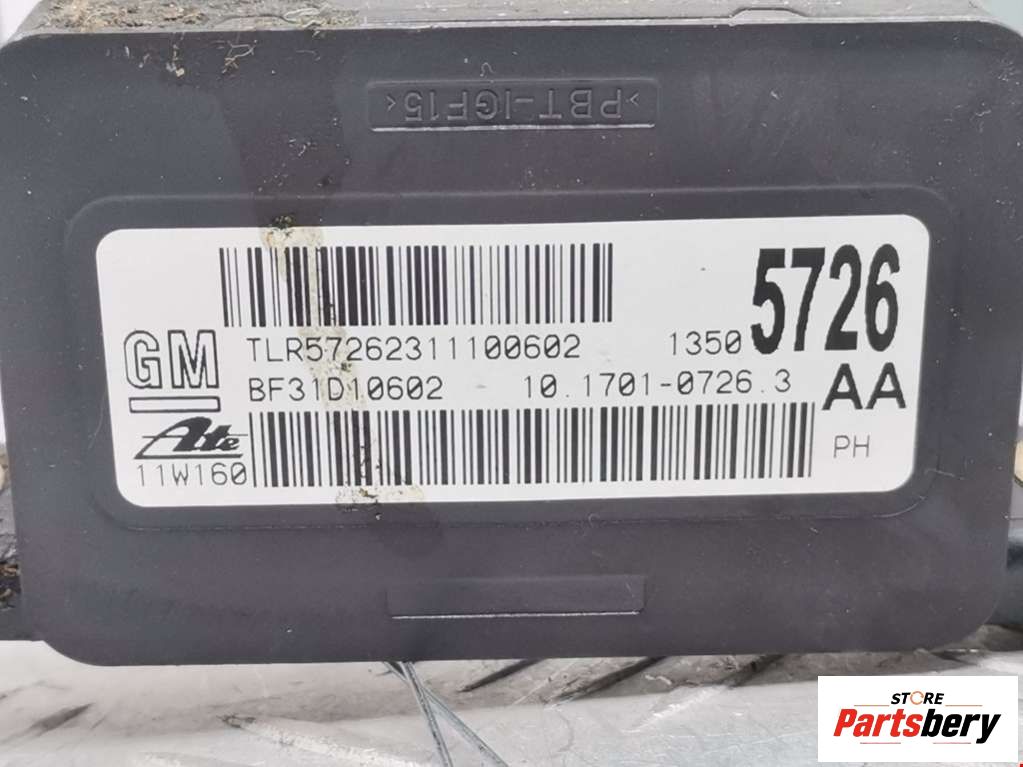 >PBT-IGF15<
5726
GM
TLR57262311100602 1350
BF31D10602 10.1701-0726.3 AA
Ate
11W160
PH
STORE
Partsbery